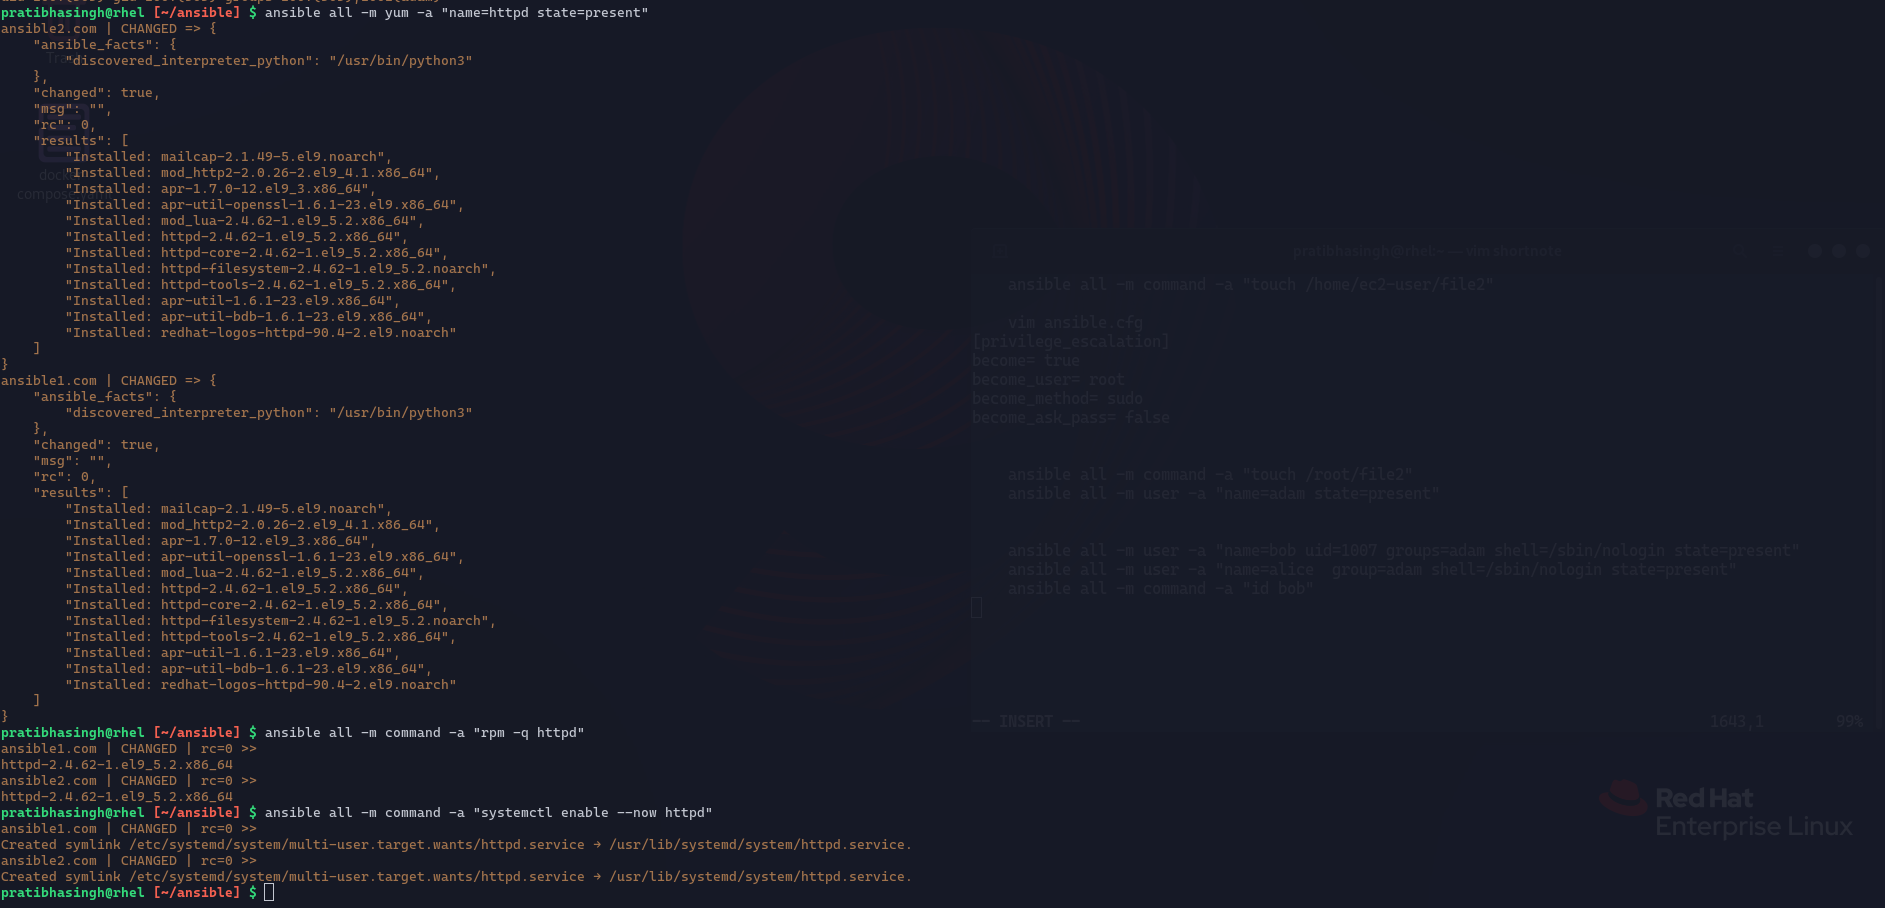 pratibhasingh@rhel [~/ansible] $ ansible all -m yum -a "name=httpd state=present"
ansible2.com | CHANGED => {
    "ansible_facts": {
        "discovered_interpreter_python": "/usr/bin/python3"
    },
    "changed": true,
    "msg": "",
    "rc": 0,
    "results": [
        "Installed: mailcap-2.1.49-5.el9.noarch",
        "Installed: mod_http2-2.0.26-2.el9_4.1.x86_64",
        "Installed: apr-1.7.0-12.el9_3.x86_64",
        "Installed: apr-util-openssl-1.6.1-23.el9.x86_64",
        "Installed: mod_lua-2.4.62-1.el9_5.2.x86_64",
        "Installed: httpd-2.4.62-1.el9_5.2.x86_64",
        "Installed: httpd-core-2.4.62-1.el9_5.2.x86_64",
        "Installed: httpd-filesystem-2.4.62-1.el9_5.2.noarch",
        "Installed: httpd-tools-2.4.62-1.el9_5.2.x86_64",
        "Installed: apr-util-1.6.1-23.el9.x86_64",
        "Installed: apr-util-bdb-1.6.1-23.el9.x86_64",
        "Installed: redhat-logos-httpd-90.4-2.el9.noarch"
    ]
}
ansible1.com | CHANGED => {
    "ansible_facts": {
        "discovered_interpreter_python": "/usr/bin/python3"
    },
    "changed": true,
    "msg": "",
    "rc": 0,
    "results": [
        "Installed: mailcap-2.1.49-5.el9.noarch",
        "Installed: mod_http2-2.0.26-2.el9_4.1.x86_64",
        "Installed: apr-1.7.0-12.el9_3.x86_64",
        "Installed: apr-util-openssl-1.6.1-23.el9.x86_64",
        "Installed: mod_lua-2.4.62-1.el9_5.2.x86_64",
        "Installed: httpd-2.4.62-1.el9_5.2.x86_64",
        "Installed: httpd-core-2.4.62-1.el9_5.2.x86_64",
        "Installed: httpd-filesystem-2.4.62-1.el9_5.2.noarch",
        "Installed: httpd-tools-2.4.62-1.el9_5.2.x86_64",
        "Installed: apr-util-1.6.1-23.el9.x86_64",
        "Installed: apr-util-bdb-1.6.1-23.el9.x86_64",
        "Installed: redhat-logos-httpd-90.4-2.el9.noarch"
    ]
}
pratibhasingh@rhel [~/ansible] $ ansible all -m command -a "rpm -q httpd"
ansible1.com | CHANGED | rc=0 >>
httpd-2.4.62-1.el9_5.2.x86_64
ansible2.com | CHANGED | rc=0 >>
httpd-2.4.62-1.el9_5.2.x86_64
pratibhasingh@rhel [~/ansible] $ ansible all -m command -a "systemctl enable --now httpd"
ansible1.com | CHANGED | rc=0 >>
Created symlink /etc/systemd/system/multi-user.target.wants/httpd.service → /usr/lib/systemd/system/httpd.service.
ansible2.com | CHANGED | rc=0 >>
Created symlink /etc/systemd/system/multi-user.target.wants/httpd.service → /usr/lib/systemd/system/httpd.service.
pratibhasingh@rhel [~/ansible] $
pratibhasingh@rhel:~ — vim shortnote
ansible all -m command -a "touch /home/ec2-user/file2"
vim ansible.cfg
[privilege_escalation]
become= true
become_user= root
become_method= sudo
become_ask_pass= false
ansible all -m command -a "touch /root/file2"
ansible all -m user -a "name=adam state=present"
ansible all -m user -a "name=bob uid=1007 groups=adam shell=/sbin/nologin state=present"
ansible all -m user -a "name=alice  group=adam shell=/sbin/nologin state=present"
ansible all -m command -a "id bob"
-- INSERT -- 1643,1 99%
Red Hat
Enterprise Linux